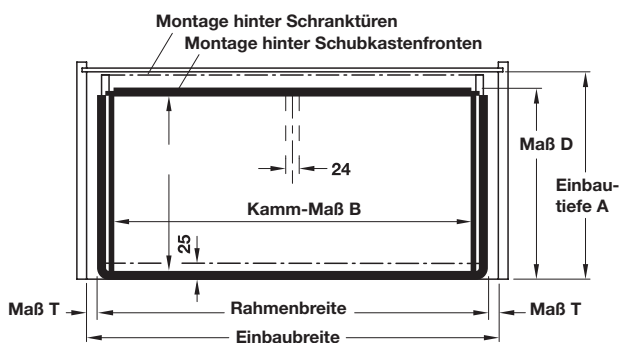 Montage hinter Schranktüren
Montage hinter Schubkastenfronten
24
Maß D
Einbau-
tiefe A
Kamm-Maß B
25
Maß T
Rahmenbreite
Maß T
Einbaubreite